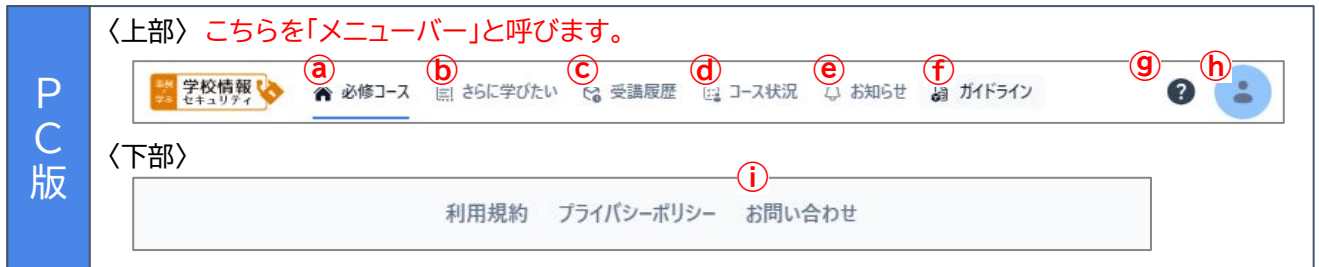 PC版
〈上部〉 こちらを「メニューバー」と呼びます。
ⓐ ⓑ ⓒ ⓓ ⓔ ⓕ ⓖ ⓗ
学校情報セキュリティ 必修コース さらに学びたい 受講履歴 コース状況 お知らせ ガイドライン ?
〈下部〉
ⓘ
利用規約 プライバシーポリシー お問い合わせ